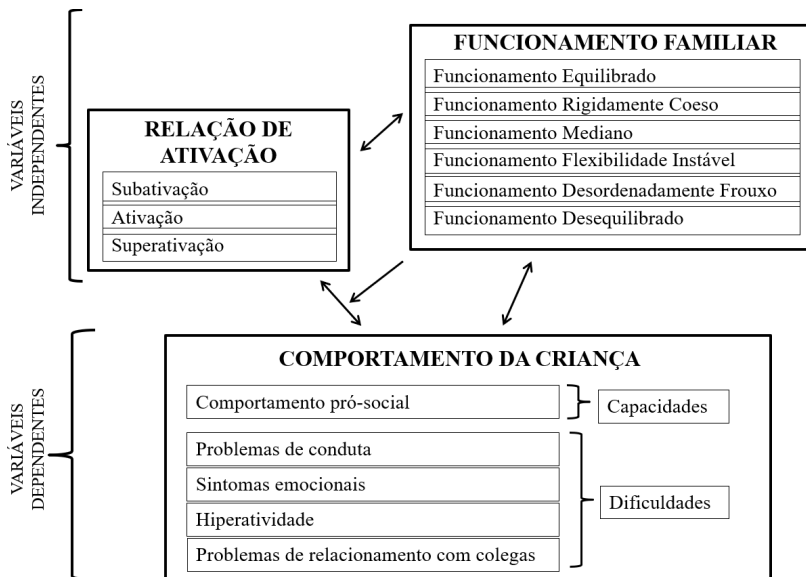 VARIÁVEIS
INDEPENDENTES
RELAÇÃO DE
ATIVAÇÃO
Subativação
Ativação
Superativação
FUNCIONAMENTO FAMILIAR
Funcionamento Equilibrado
Funcionamento Rigidamente Coeso
Funcionamento Mediano
Funcionamento Flexibilidade Instável
Funcionamento Desordenadamente Frouxo
Funcionamento Desequilibrado
VARIÁVEIS
DEPENDENTES
COMPORTAMENTO DA CRIANÇA
Comportamento pró-social
Capacidades
Problemas de conduta
Sintomas emocionais
Hiperatividade
Problemas de relacionamento com colegas
Dificuldades